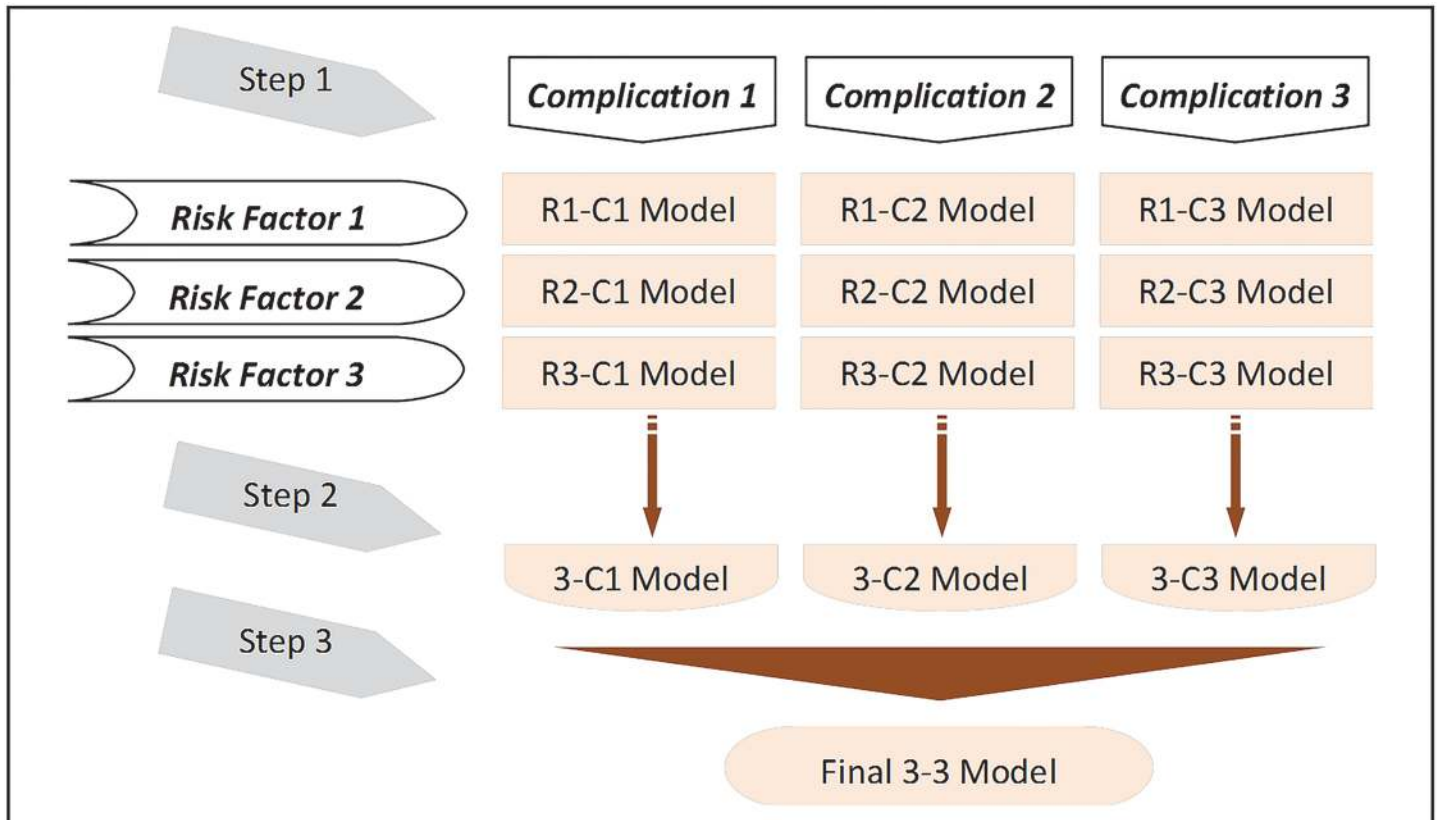 Step 1
Complication 1
Complication 2
Complication 3
Risk Factor 1
R1-C1 Model
R1-C2 Model
R1-C3 Model
Risk Factor 2
R2-C1 Model
R2-C2 Model
R2-C3 Model
Risk Factor 3
R3-C1 Model
R3-C2 Model
R3-C3 Model
Step 2
3-C1 Model
3-C2 Model
3-C3 Model
Step 3
Final 3-3 Model